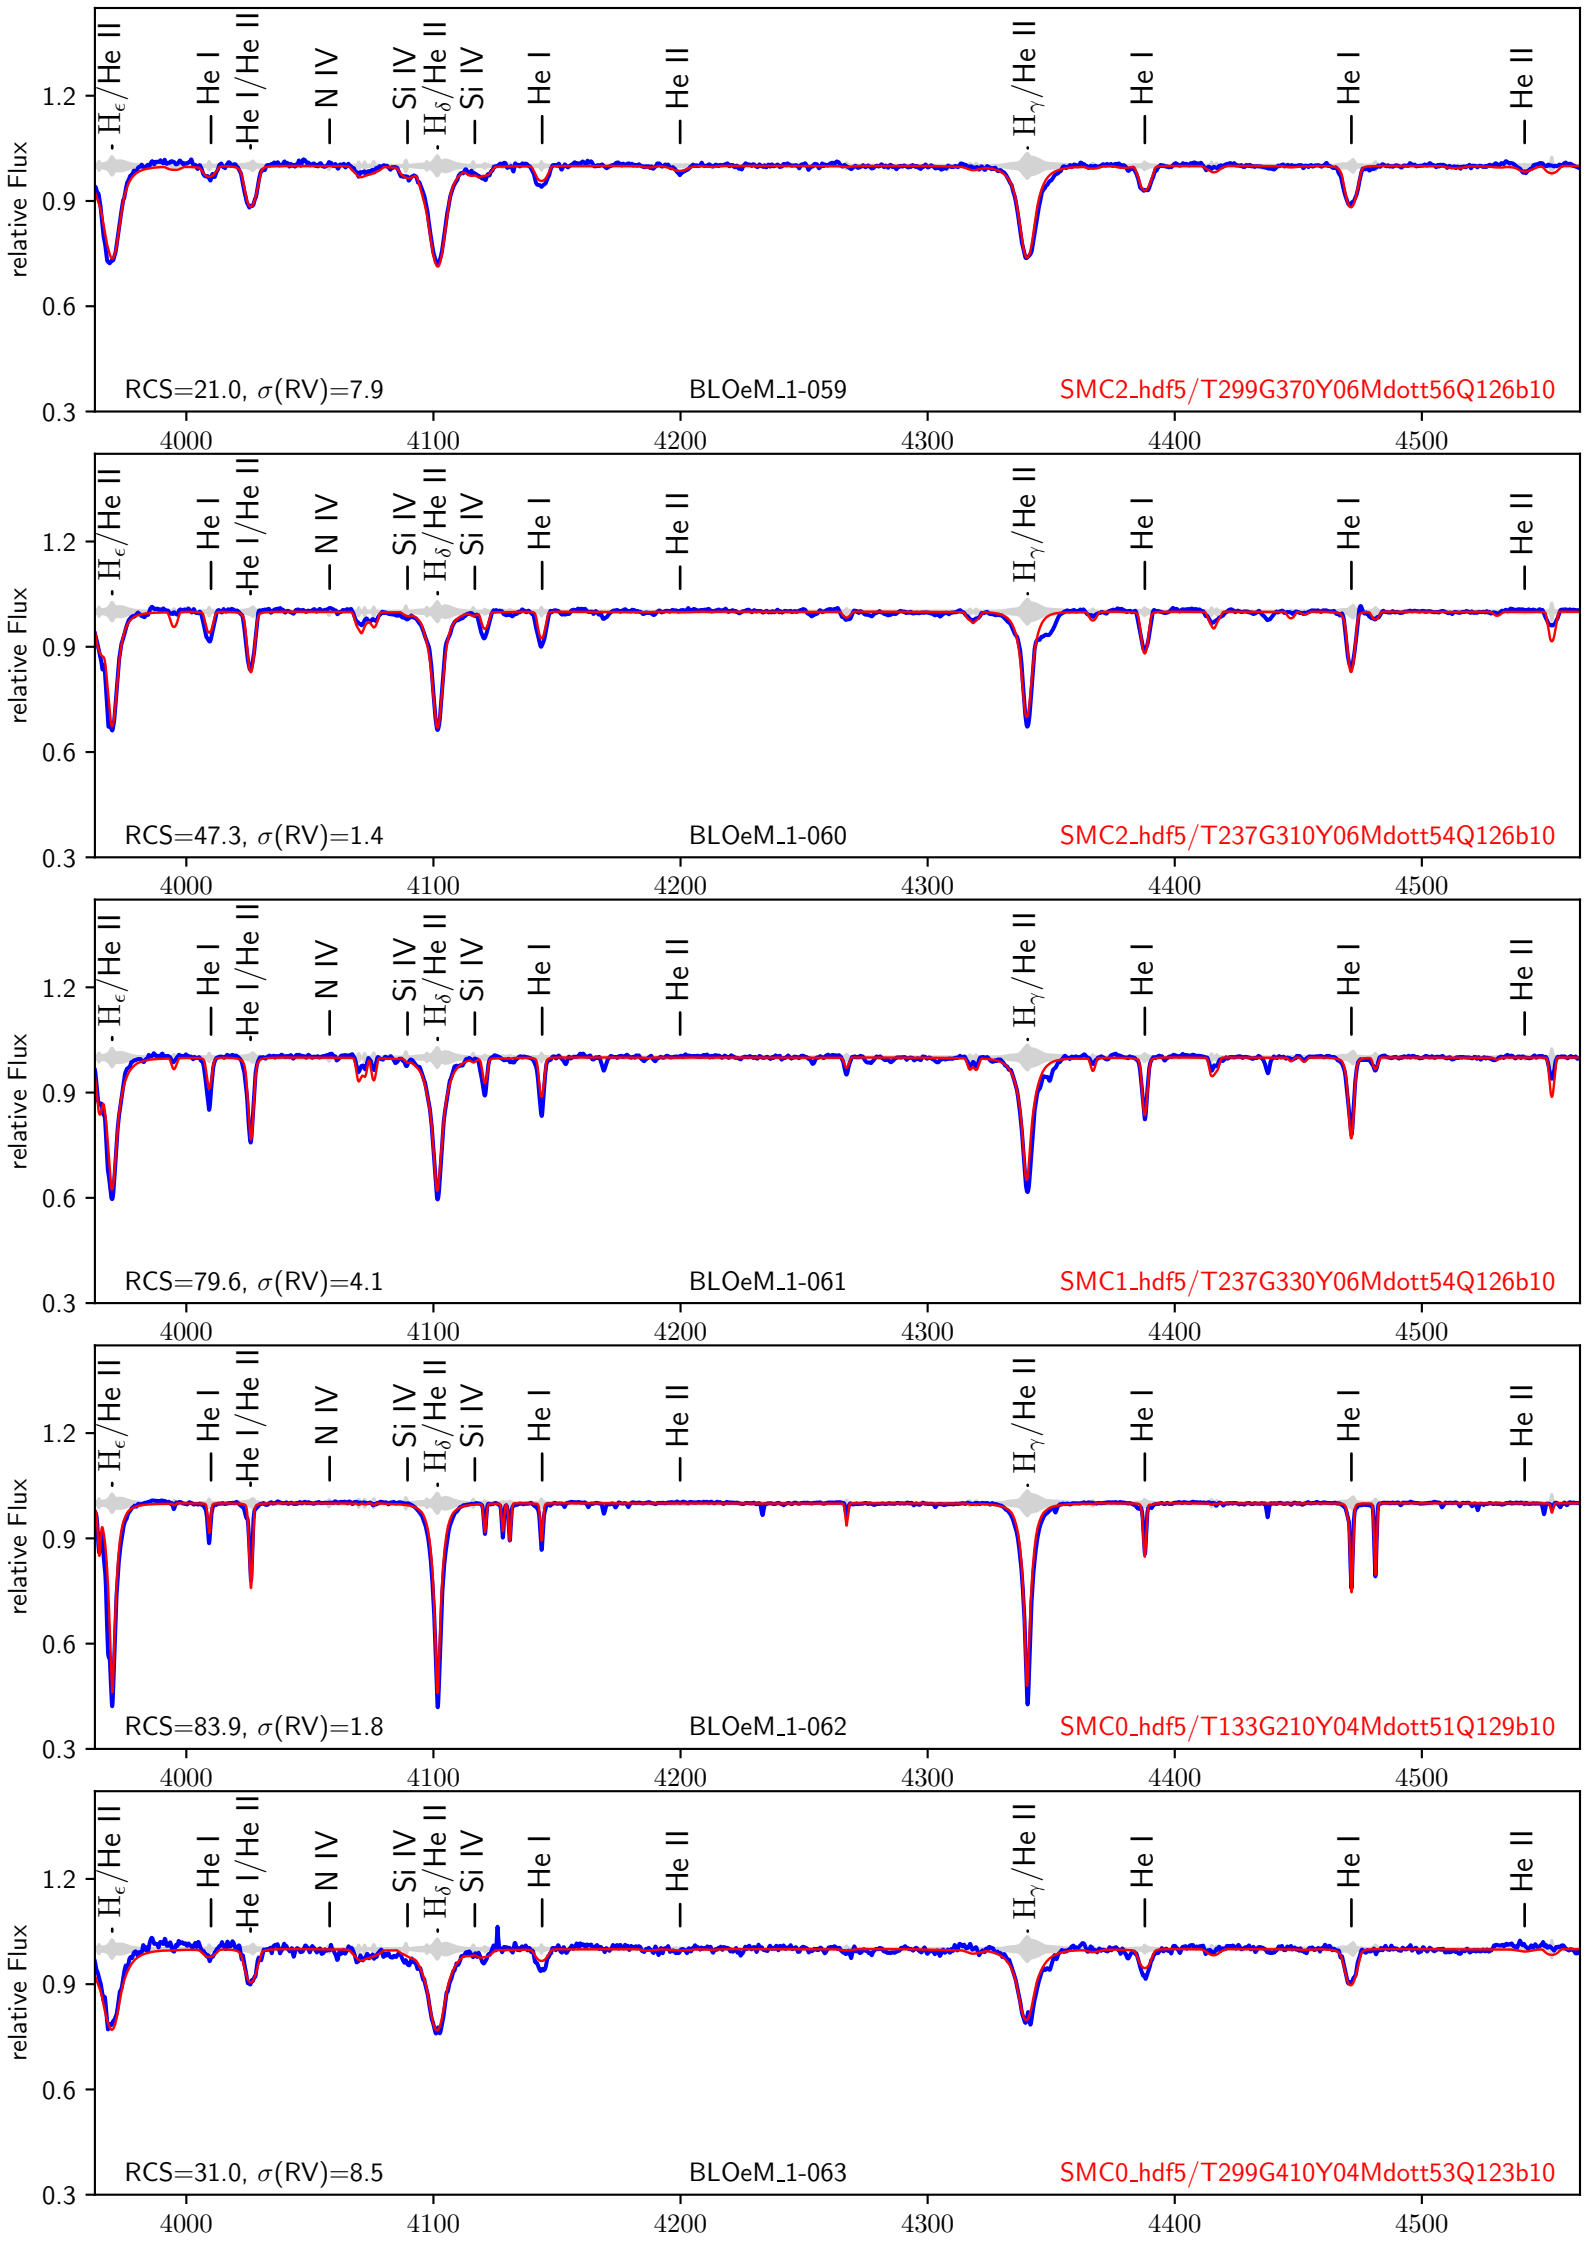 relative Flux
1.2
0.9
0.6
0.3
Hϵ/He II
He I
He I/He II
N IV
Si IV
Hδ/He II
Si IV
He I
He II
Hγ/He II
He I
He I
He II
RCS=21.0, σ(RV)=7.9
BLOeM_1-059
SMC2_hdf5/T299G370Y06Mdott56Q126b10
4000 4100 4200 4300 4400 4500
relative Flux
1.2
0.9
0.6
0.3
Hϵ/He II
He I
He I/He II
N IV
Si IV
Hδ/He II
Si IV
He I
He II
Hγ/He II
He I
He I
He II
RCS=47.3, σ(RV)=1.4
BLOeM_1-060
SMC2_hdf5/T237G310Y06Mdott54Q126b10
4000 4100 4200 4300 4400 4500
relative Flux
1.2
0.9
0.6
0.3
Hϵ/He II
He I
He I/He II
N IV
Si IV
Hδ/He II
Si IV
He I
He II
Hγ/He II
He I
He I
He II
RCS=79.6, σ(RV)=4.1
BLOeM_1-061
SMC1_hdf5/T237G330Y06Mdott54Q126b10
4000 4100 4200 4300 4400 4500
relative Flux
1.2
0.9
0.6
0.3
Hϵ/He II
He I
He I/He II
N IV
Si IV
Hδ/He II
Si IV
He I
He II
Hγ/He II
He I
He I
He II
RCS=83.9, σ(RV)=1.8
BLOeM_1-062
SMC0_hdf5/T133G210Y04Mdott51Q129b10
4000 4100 4200 4300 4400 4500
relative Flux
1.2
0.9
0.6
0.3
Hϵ/He II
He I
He I/He II
N IV
Si IV
Hδ/He II
Si IV
He I
He II
Hγ/He II
He I
He I
He II
RCS=31.0, σ(RV)=8.5
BLOeM_1-063
SMC0_hdf5/T299G410Y04Mdott53Q123b10
4000 4100 4200 4300 4400 4500